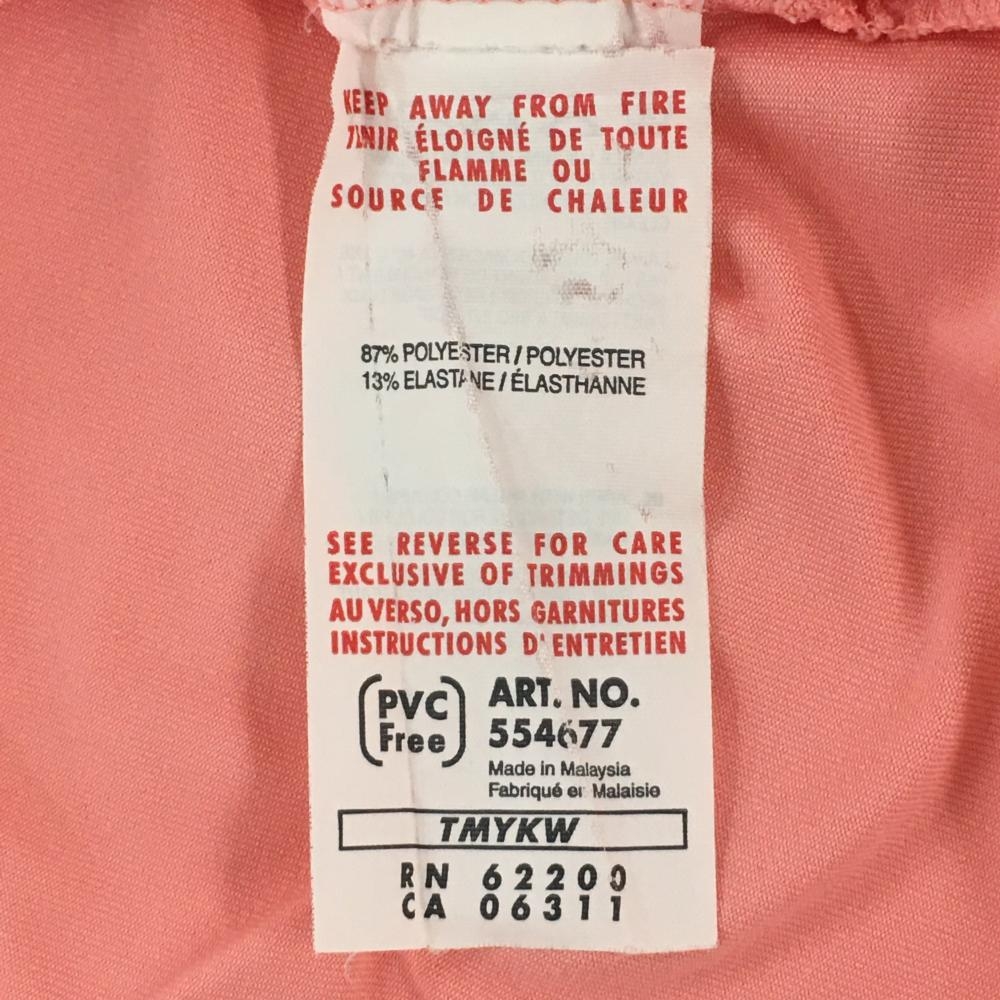 KEEP AWAY FROM FIRE
TENIR ÉLOIGNÉ DE TOUTE
FLAMME OU
SOURCE DE CHALEUR
87% POLYESTER / POLYESTER
13% ELASTANE / ÉLASTHANNE
SEE REVERSE FOR CARE
EXCLUSIVE OF TRIMMINGS
AU VERSO, HORS GARNITURES
INSTRUCTIONS D'ENTRETIEN
PVC Free
ART. NO.
554677
Made in Malaysia
Fabriqué en Malaisie
TMYKW
RN 62200
CA 06311